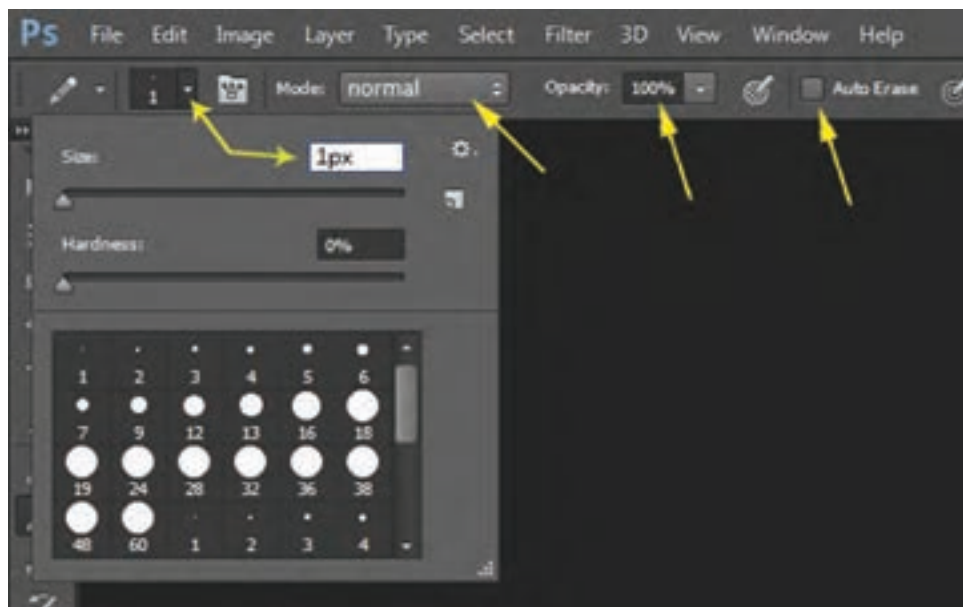 Ps File Edit Image Layer Type Select Filter 3D View Window Help
1 Mode: normal Opacity: 100% Auto Erase
Size: 1px
Hardness: 0%
1 2 3 4 5 6
7 9 12 13 16 18
19 24 28 32 36 38
48 60 1 2 3 4